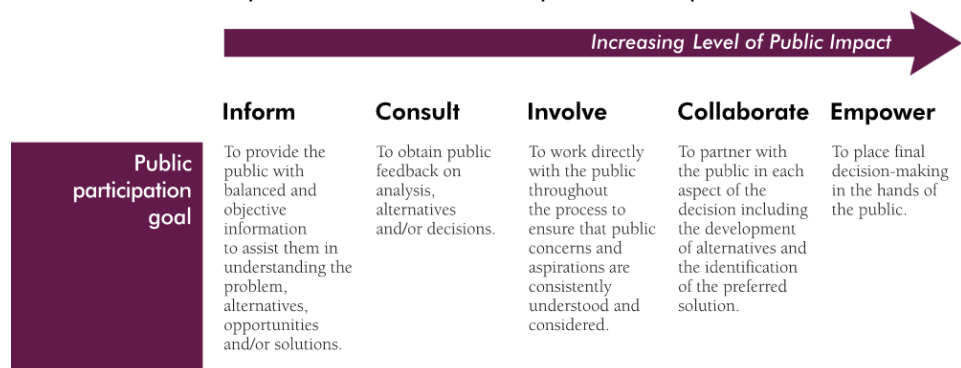 Increasing Level of Public Impact
Inform
Consult
Involve
Collaborate
Empower
Public
participation
goal
To provide the
public with
balanced and
objective
information
to assist them in
understanding the
problem,
alternatives,
opportunities
and/or solutions.
To obtain public
feedback on
analysis,
alternatives
and/or decisions.
To work directly
with the public
throughout
the process to
ensure that public
concerns and
aspirations are
consistently
understood and
considered.
To partner with
the public in each
aspect of the
decision including
the development
of alternatives and
the identification
of the preferred
solution.
To place final
decision-making
in the hands of
the public.